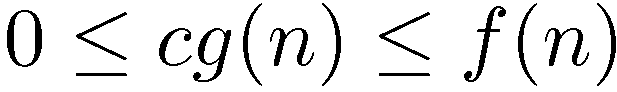 0 ≤ cg(n) ≤ f(n)